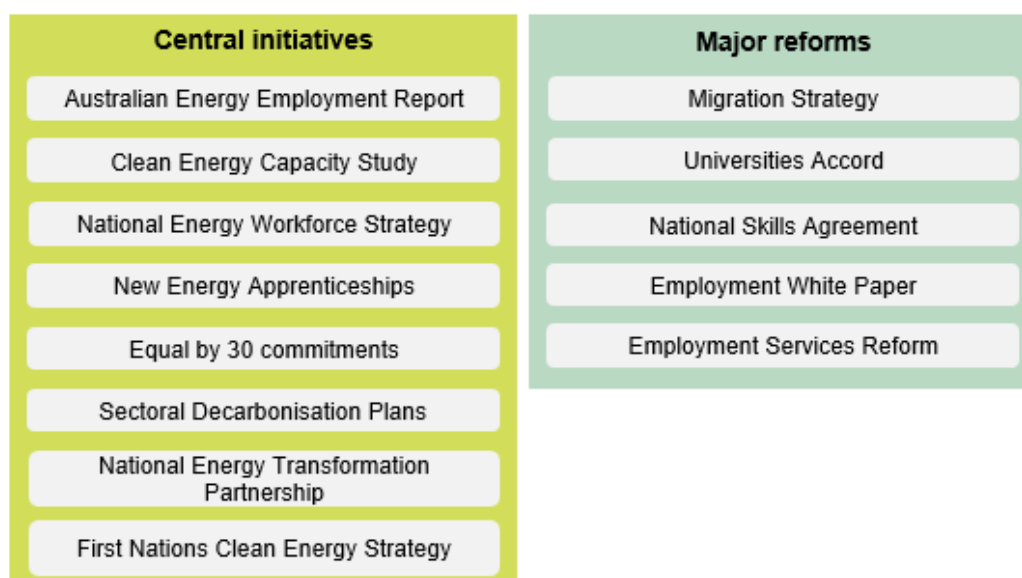 Central initiatives
Australian Energy Employment Report
Clean Energy Capacity Study
National Energy Workforce Strategy
New Energy Apprenticeships
Equal by 30 commitments
Sectoral Decarbonisation Plans
National Energy Transformation
Partnership
First Nations Clean Energy Strategy
Major reforms
Migration Strategy
Universities Accord
National Skills Agreement
Employment White Paper
Employment Services Reform